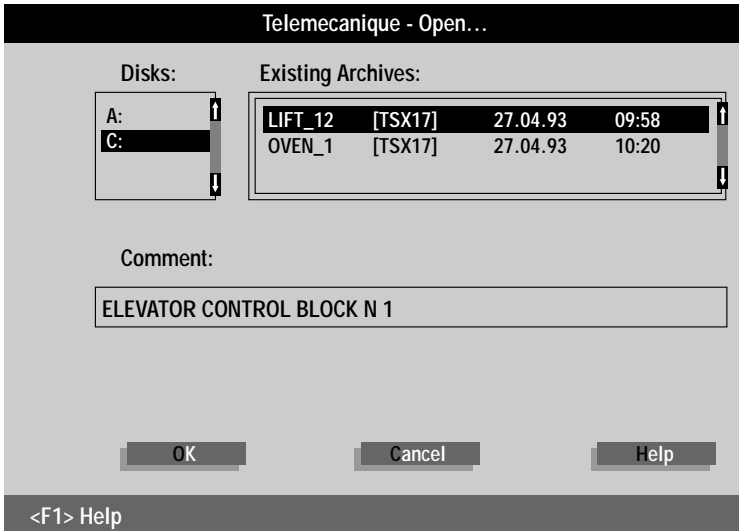 Telemecanique - Open…
Disks:
Existing Archives:
A:
C:
LIFT_12 [TSX17] 27.04.93 09:58
OVEN_1 [TSX17] 27.04.93 10:20
Comment:
ELEVATOR CONTROL BLOCK N 1
OK Cancel Help
<F1> Help